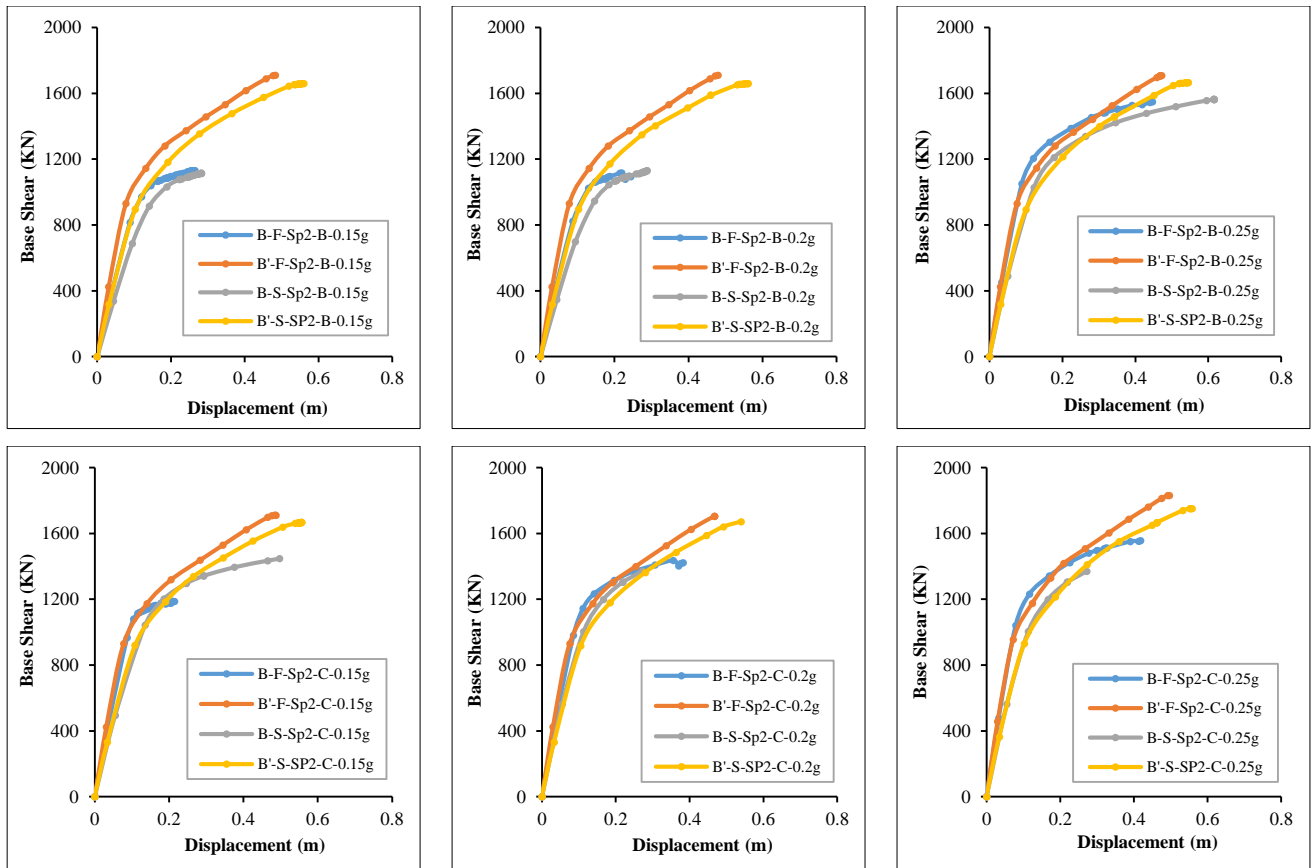 2000
1600
1200
800
400
0
Base Shear (KN)
B-F-Sp2-B-0.15g
B'-F-Sp2-B-0.15g
B-S-Sp2-B-0.15g
B'-S-SP2-B-0.15g
0 0.2 0.4 0.6 0.8
Displacement (m)
2000
1600
1200
800
400
0
Base Shear (KN)
B-F-Sp2-B-0.2g
B'-F-Sp2-B-0.2g
B-S-Sp2-B-0.2g
B'-S-SP2-B-0.2g
0 0.2 0.4 0.6 0.8
Displacement (m)
2000
1600
1200
800
400
0
Base Shear (KN)
B-F-Sp2-B-0.25g
B'-F-Sp2-B-0.25g
B-S-Sp2-B-0.25g
B'-S-SP2-B-0.25g
0 0.2 0.4 0.6 0.8
Displacement (m)
2000
1600
1200
800
400
0
Base Shear (KN)
B-F-Sp2-C-0.15g
B'-F-Sp2-C-0.15g
B-S-Sp2-C-0.15g
B'-S-SP2-C-0.15g
0 0.2 0.4 0.6 0.8
Displacement (m)
2000
1600
1200
800
400
0
Base Shear (KN)
B-F-Sp2-C-0.2g
B'-F-Sp2-C-0.2g
B-S-Sp2-C-0.2g
B'-S-SP2-C-0.2g
0 0.2 0.4 0.6 0.8
Displacement (m)
2000
1600
1200
800
400
0
Base Shear (KN)
B-F-Sp2-C-0.25g
B'-F-Sp2-C-0.25g
B-S-Sp2-C-0.25g
B'-S-SP2-C-0.25g
0 0.2 0.4 0.6 0.8
Displacement (m)